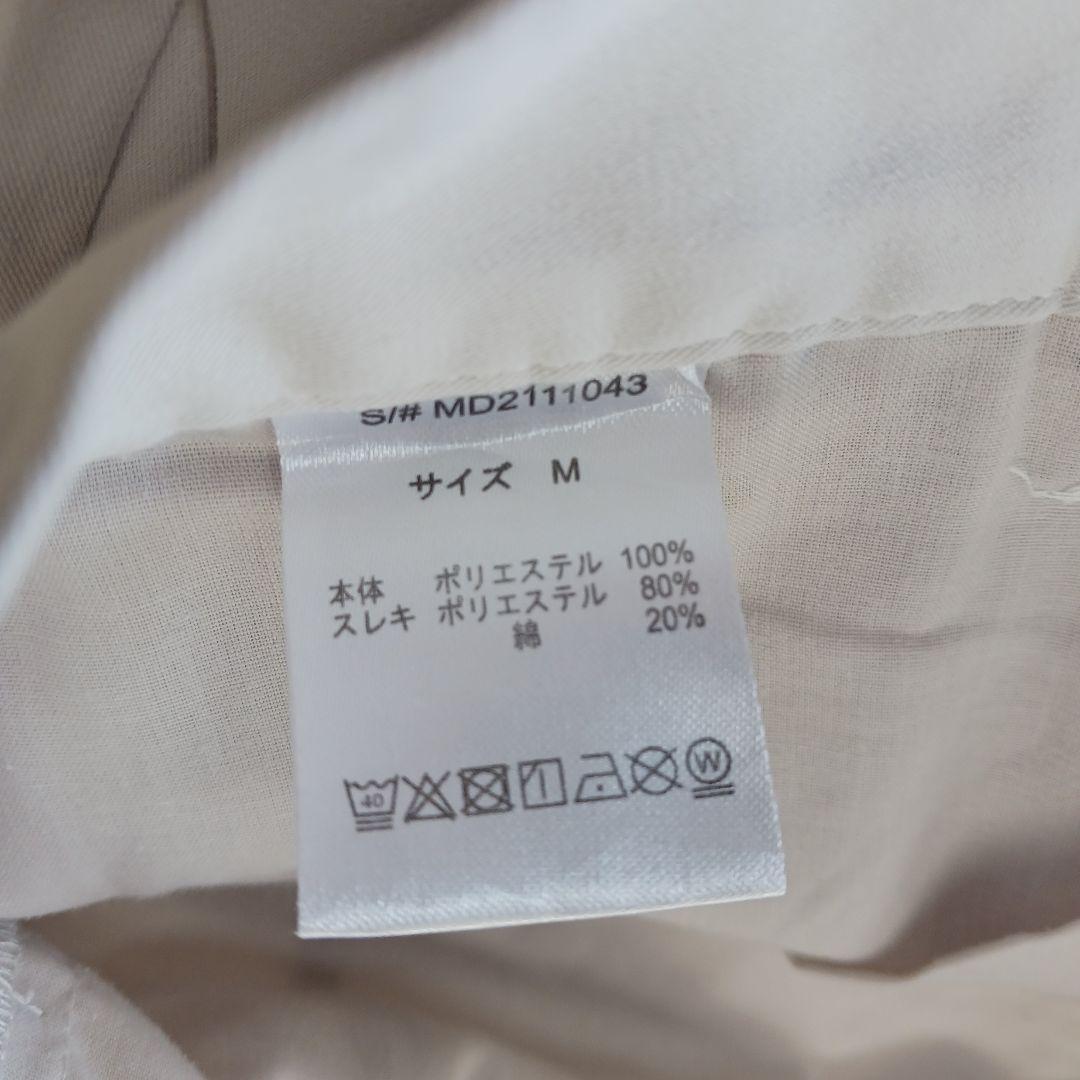 S/# MD2111043
サイズ M
本体 ポリエステル 100%
スレキ ポリエステル 80%
綿 20%
40 W